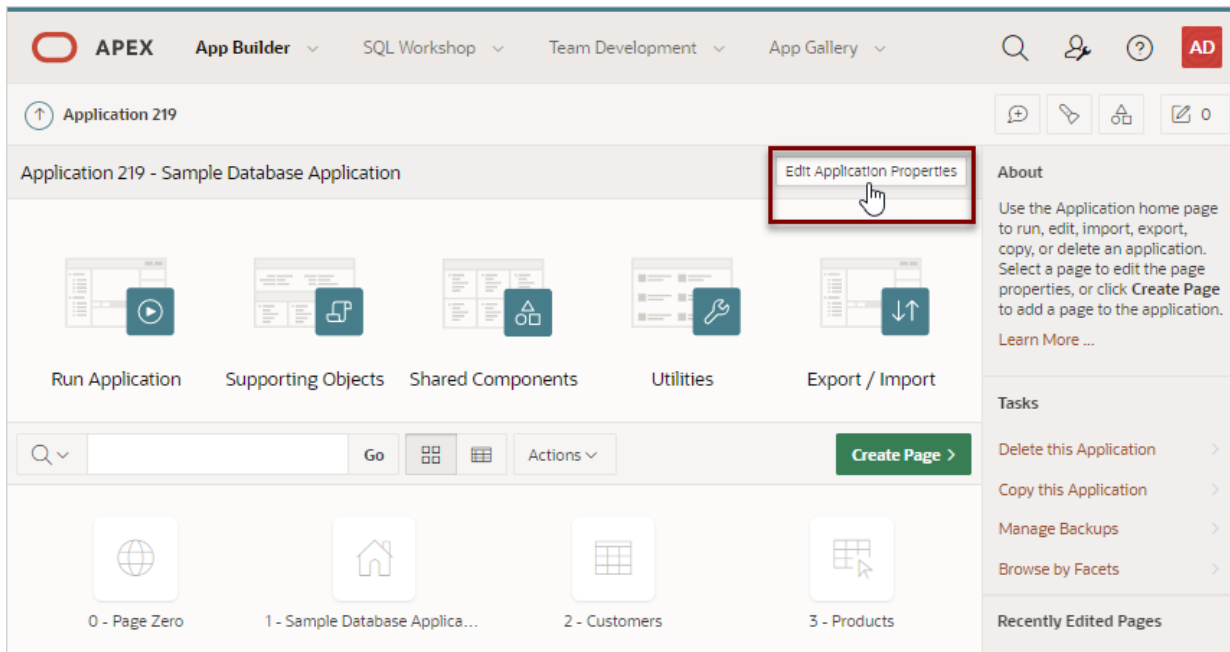 APEX App Builder SQL Workshop Team Development App Gallery AD
Application 219 0
Application 219 - Sample Database Application Edit Application Properties
About
Use the Application home page
to run, edit, import, export,
copy, or delete an application.
Select a page to edit the page
properties, or click Create Page
to add a page to the application.
Learn More ...
Run Application Supporting Objects Shared Components Utilities Export / Import
Tasks
Go Actions Create Page >
Delete this Application
Copy this Application
Manage Backups
Browse by Facets
0 - Page Zero 1 - Sample Database Applica... 2 - Customers 3 - Products
Recently Edited Pages